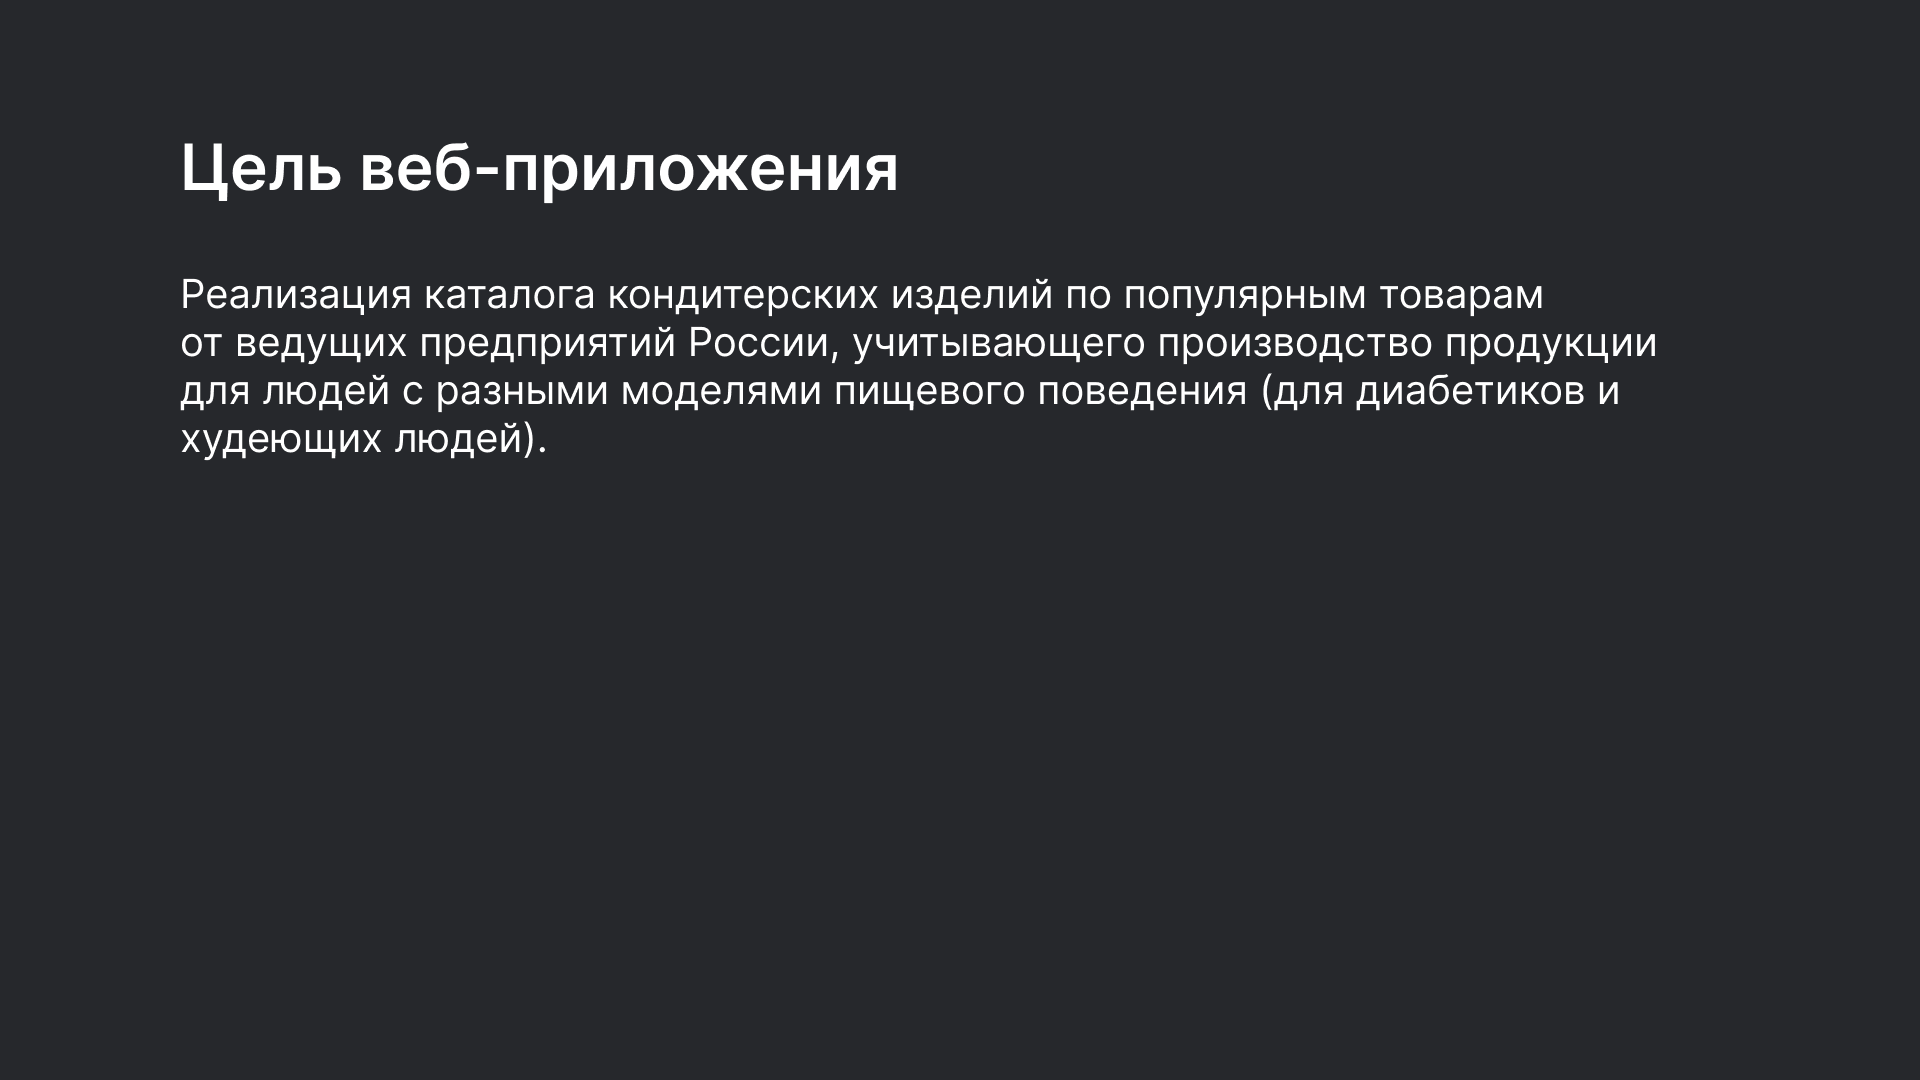 Цель веб-приложения
Реализация каталога кондитерских изделий по популярным товарам
от ведущих предприятий России, учитывающего производство продукции
для людей с разными моделями пищевого поведения (для диабетиков и
худеющих людей).